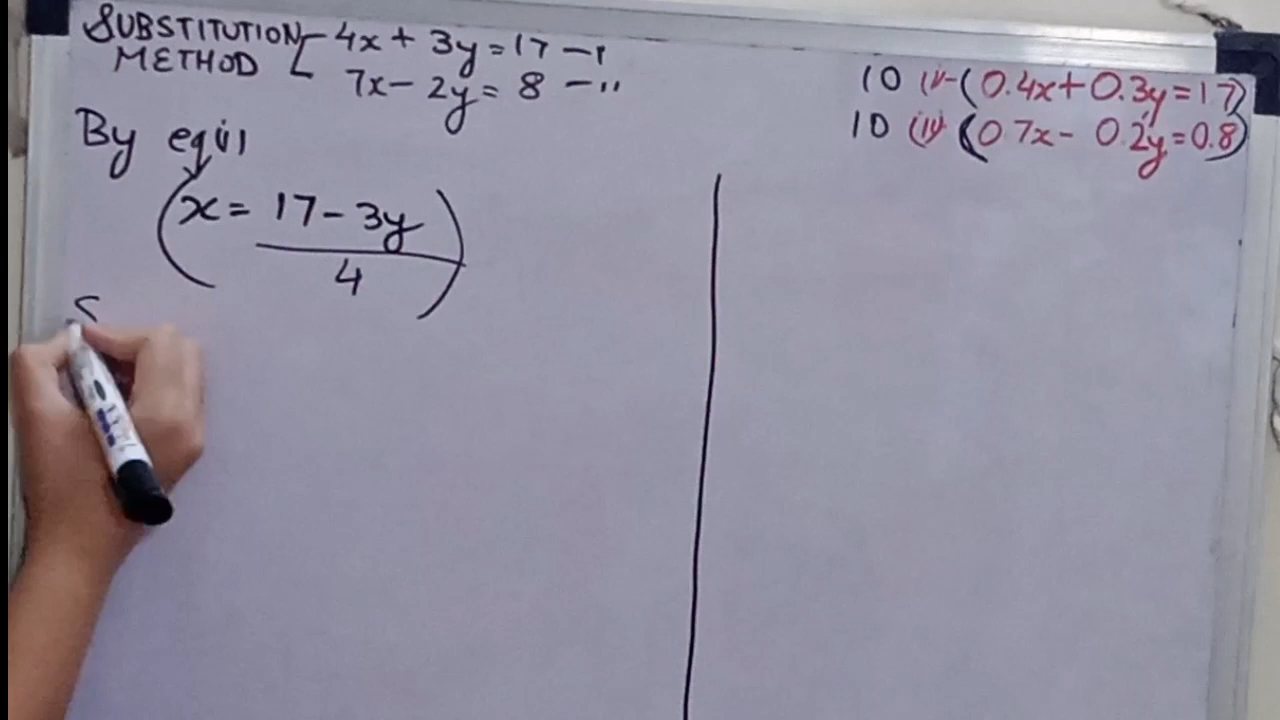 SUBSTITUTION METHOD
4x + 3y = 17 - i
7x - 2y = 8 - ii
10 (i) (0.4x + 0.3y = 1.7)
10 (ii) (0.7x - 0.2y = 0.8)
By eq(i)
(x = 17 - 3y / 4)
S